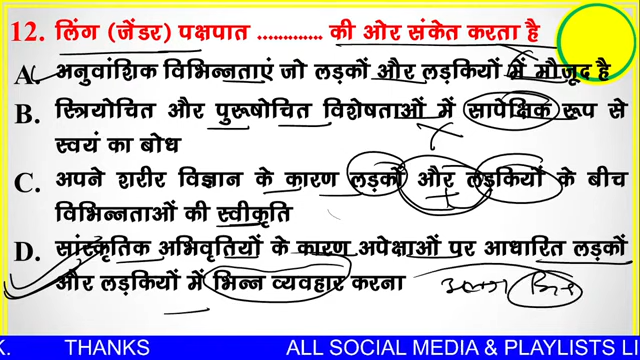 12. लिंग (जेंडर) पक्षपात ............. की ओर संकेत करता है
A. अनुवांशिक विभिन्नताएं जो लड़कों और लड़कियों में मौजूद है
B. स्त्रियोचित और पुरूषोचित विशेषताओं में सापेक्षिक रूप से
स्वयं का बोध
C. अपने शरीर विज्ञान के कारण लड़कों और लड़कियों के बीच
विभिन्नताओं की स्वीकृति
D. सांस्कृतिक अभिवृतियों के कारण अपेक्षाओं पर आधारित लड़कों
और लड़कियों में भिन्न व्यवहार करना
K. THANKS ALL SOCIAL MEDIA & PLAYLISTS LI